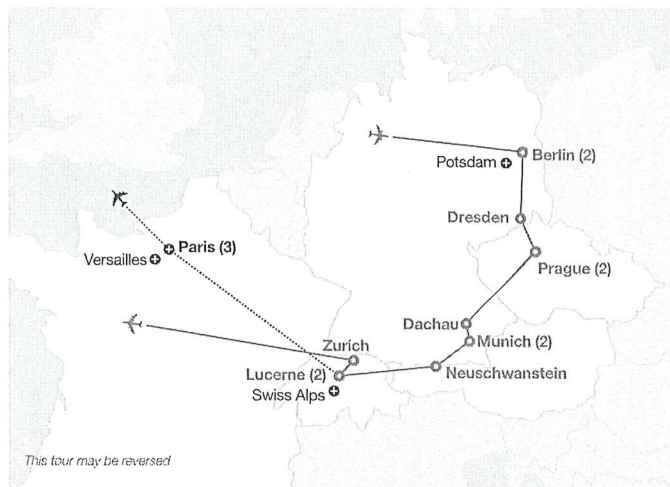 Potsdam
Berlin (2)
Dresden
Paris (3)
Versailles
Prague (2)
Dachau
Zurich
Munich (2)
Lucerne (2)
Neuschwanstein
Swiss Alps
This tour may be reversed